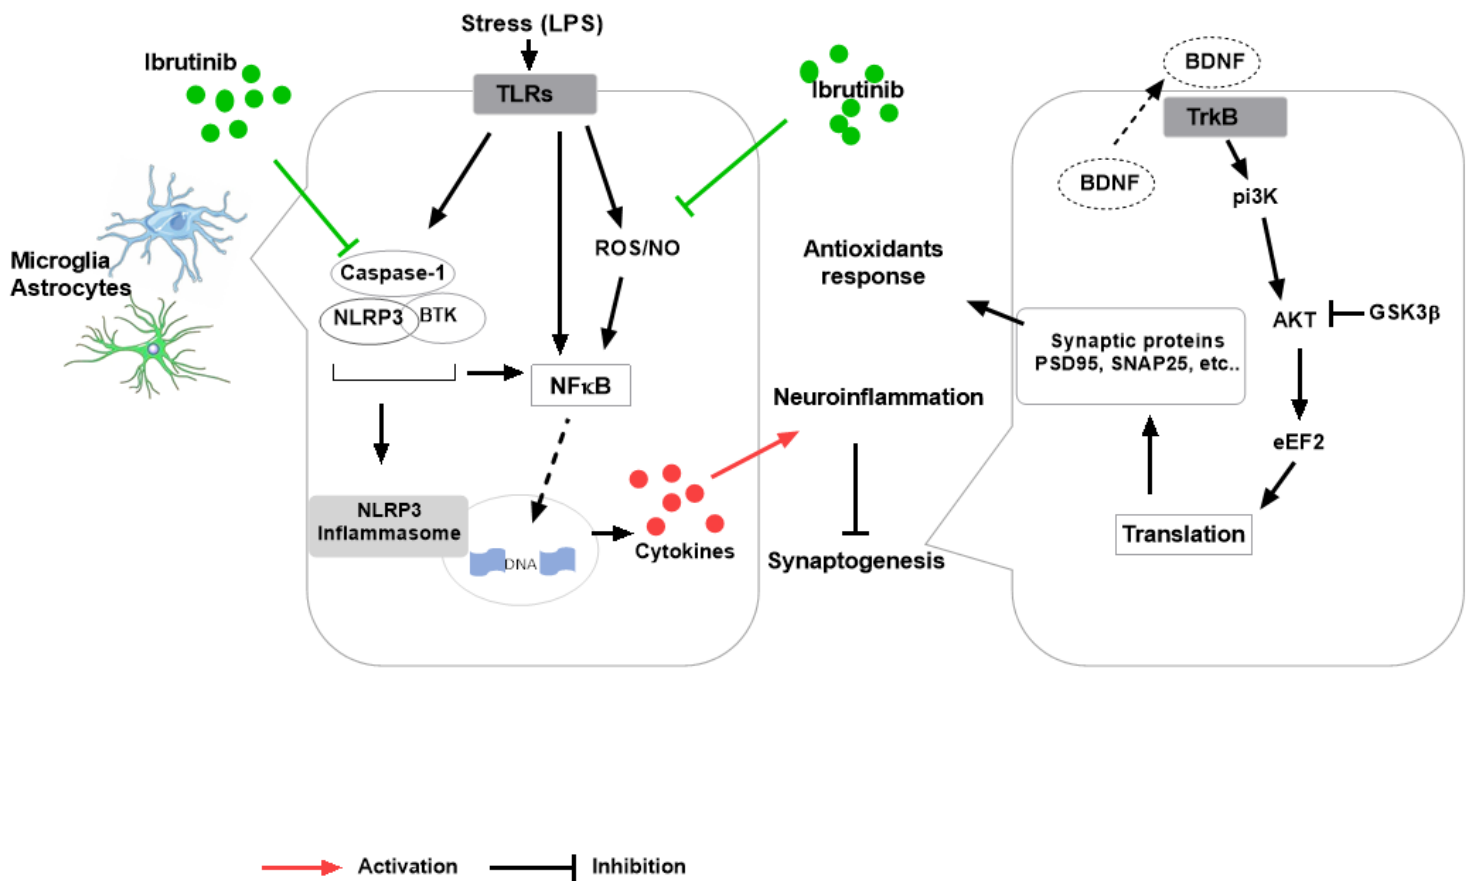 Stress (LPS)
Ibrutinib
TLRs
Ibrutinib
BDNF
TrkB
BDNF
pi3K
Microglia
Astrocytes
ROS/NO
Caspase-1
NLRP3
BTK
NFκB
Antioxidants
response
AKT
GSK3β
Synaptic proteins
PSD95, SNAP25, etc..
Neuroinflammation
eEF2
NLRP3
Inflammasome
DNA
Cytokines
Synaptogenesis
Translation
Activation
Inhibition